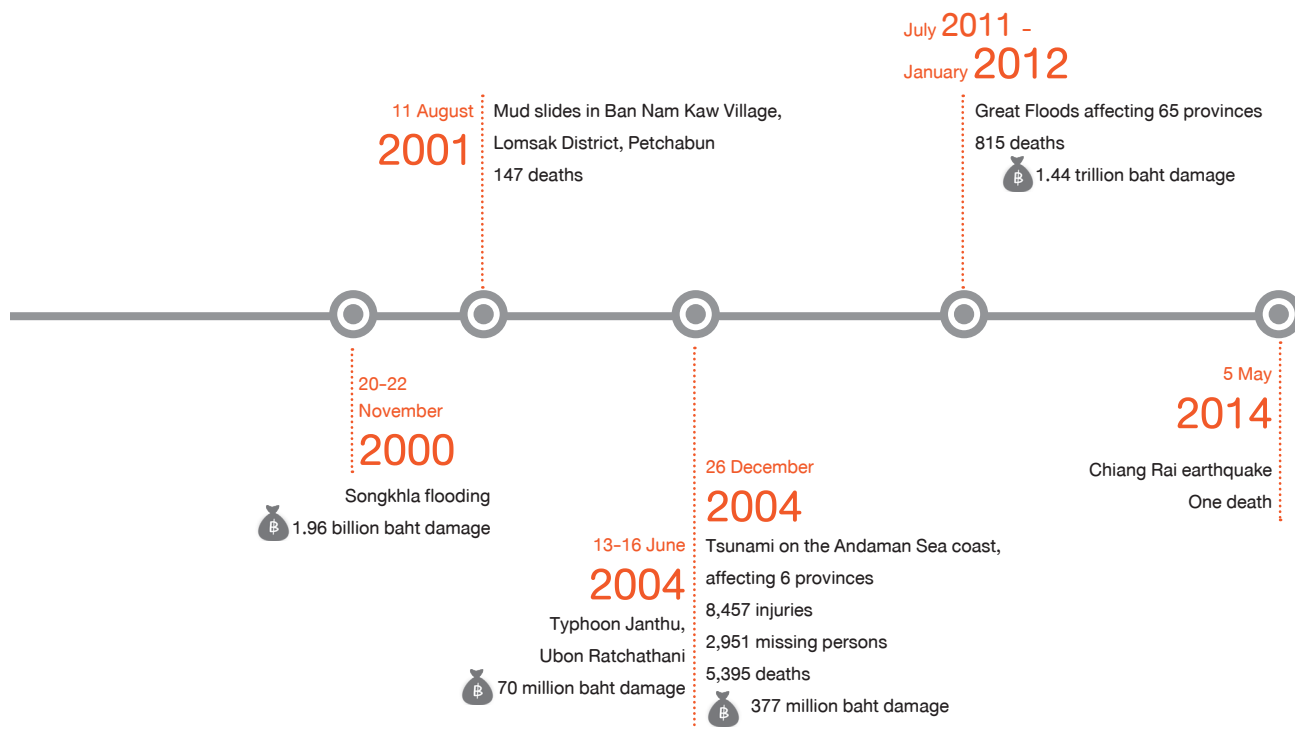 20-22
November
2000
Songkhla flooding
฿ 1.96 billion baht damage
11 August
2001
Mud slides in Ban Nam Kaw Village,
Lomsak District, Petchabun
147 deaths
13-16 June
2004
Typhoon Janthu,
Ubon Ratchathani
฿ 70 million baht damage
26 December
2004
Tsunami on the Andaman Sea coast,
affecting 6 provinces
8,457 injuries
2,951 missing persons
5,395 deaths
฿ 377 million baht damage
July 2011 -
January 2012
Great Floods affecting 65 provinces
815 deaths
฿ 1.44 trillion baht damage
5 May
2014
Chiang Rai earthquake
One death